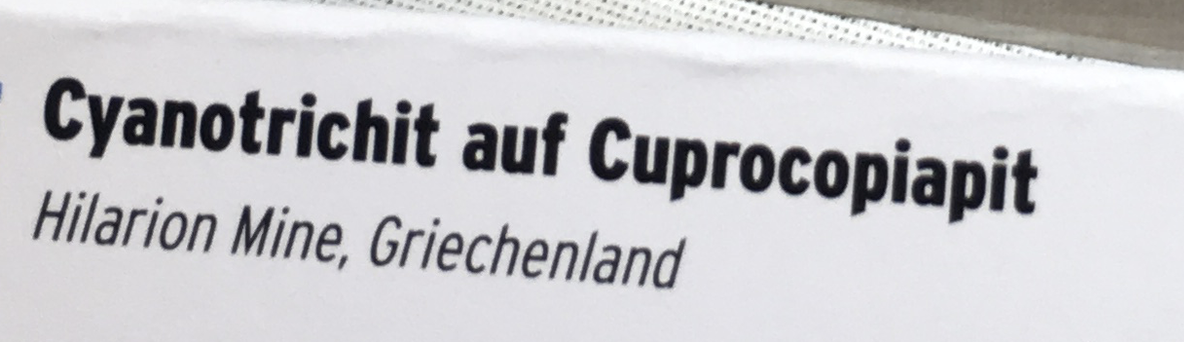 Cyanotrichit auf Cuprocopiapit
Hilarion Mine, Griechenland